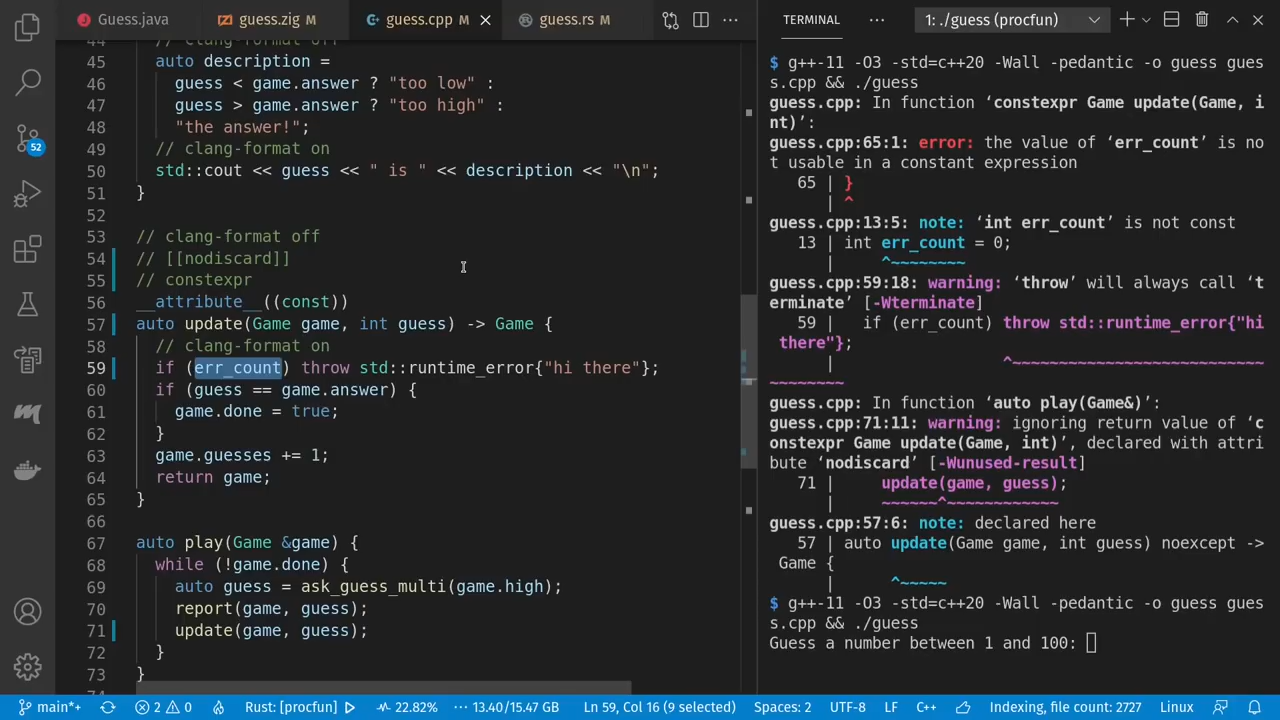 Guess.java
guess.zig
guess.cpp
guess.rs
TERMINAL
1: ./guess (procfun)
44 // clang-format off
45 auto description =
46 guess < game.answer ? "too low" :
47 guess > game.answer ? "too high" :
48 "the answer!";
49 // clang-format on
50 std::cout << guess << " is " << description << "\n";
51 }
52
53 // clang-format off
54 // [[nodiscard]]
55 // constexpr
56 __attribute__((const))
57 auto update(Game game, int guess) -> Game {
58 // clang-format on
59 if (err_count) throw std::runtime_error{"hi there"};
60 if (guess == game.answer) {
61 game.done = true;
62 }
63 game.guesses += 1;
64 return game;
65 }
66
67 auto play(Game &game) {
68 while (!game.done) {
69 auto guess = ask_guess_multi(game.high);
70 report(game, guess);
71 update(game, guess);
72 }
73 }
74
$ g++-11 -O3 -std=c++20 -Wall -pedantic -o guess gues
s.cpp && ./guess
guess.cpp: In function ‘constexpr Game update(Game, i
nt)’:
guess.cpp:65:1: error: the value of ‘err_count’ is no
t usable in a constant expression
65 | }
| ^
guess.cpp:13:5: note: ‘int err_count’ is not const
13 | int err_count = 0;
| ^~~~~~~~~
guess.cpp:59:18: warning: ‘throw’ will always call ‘t
erminate’ [-Wterminate]
59 | if (err_count) throw std::runtime_error{"hi
there"};
| ^~~~~~~~~~~~~~~~~~~~~~~~~~~~
~~~~~~~~
guess.cpp: In function ‘auto play(Game&)’:
guess.cpp:71:11: warning: ignoring return value of ‘c
onstexpr Game update(Game, int)’, declared with attri
bute ‘nodiscard’ [-Wunused-result]
71 | update(game, guess);
| ~~~~~~^~~~~~~~~~~~~
guess.cpp:57:6: note: declared here
57 | auto update(Game game, int guess) noexcept ->
Game {
| ^~~~~~
$ g++-11 -O3 -std=c++20 -Wall -pedantic -o guess gues
s.cpp && ./guess
Guess a number between 1 and 100:
52
main*+
2
0
Rust: [procfun]
22.82%
13.40/15.47 GB
Ln 59, Col 16 (9 selected)
Spaces: 2
UTF-8
LF
C++
Indexing, file count: 2727
Linux